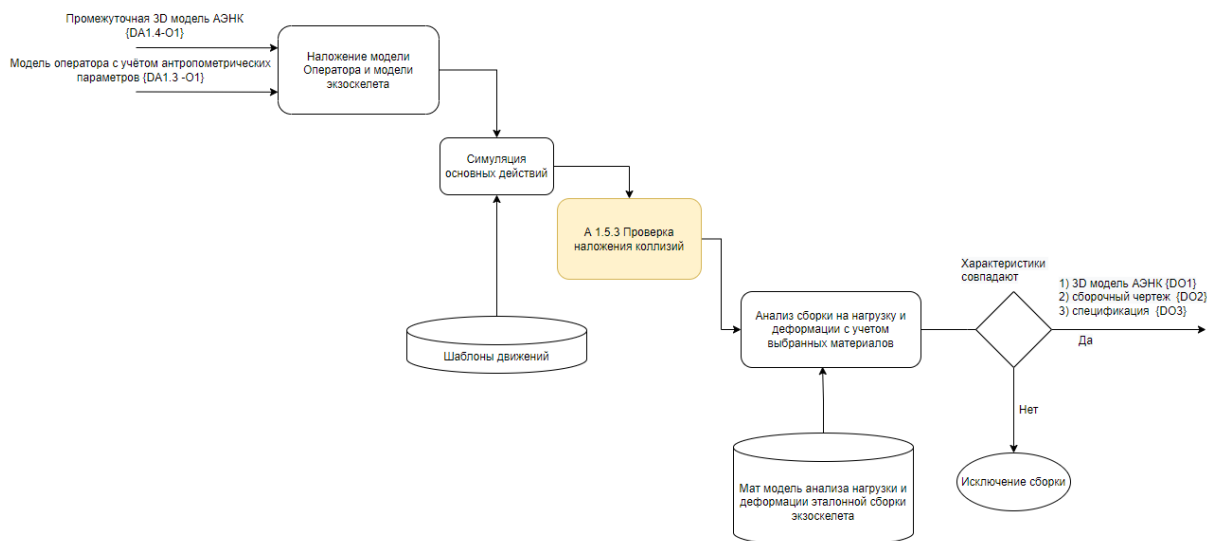 Промежуточная 3D модель АЭНК
{DA1.4-O1}
Модель оператора с учётом антропометрических
параметров {DA1.3 -O1}
Наложение модели
Оператора и модели
экзоскелета
Симуляция
основных действий
А 1.5.3 Проверка
наложения коллизий
Шаблоны движений
Анализ сборки на нагрузку и
деформации с учетом
выбранных материалов
Мат модель анализа нагрузки и
деформации эталонной сборки
экзоскелета
Характеристики
совпадают
1) 3D модель АЭНК {DO1}
2) сборочный чертеж  {DO2}
3) спецификация  {DO3}
Да
Нет
Исключение сборки